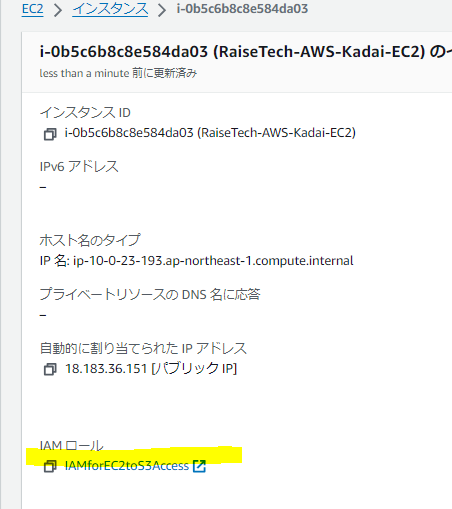 EC2 > インスタンス > i-0b5c6b8c8e584da03
i-0b5c6b8c8e584da03 (RaiseTech-AWS-Kadai-EC2) の
less than a minute 前に更新済み
インスタンス ID
i-0b5c6b8c8e584da03 (RaiseTech-AWS-Kadai-EC2)
IPv6 アドレス
–
ホスト名のタイプ
IP 名: ip-10-0-23-193.ap-northeast-1.compute.internal
プライベートリソースの DNS 名に応答
–
自動的に割り当てられた IP アドレス
18.183.36.151 [パブリック IP]
IAM ロール
IAMforEC2toS3Access